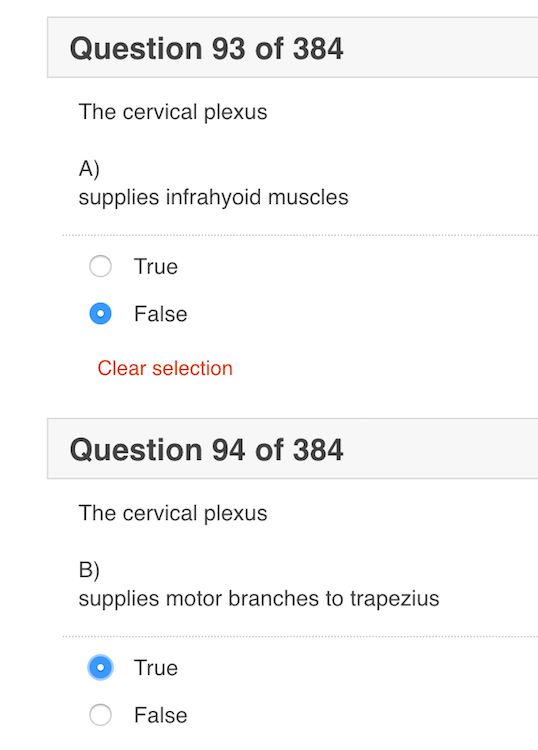 Question 93 of 384
The cervical plexus
A)
supplies infrahyoid muscles
True
False
Clear selection
Question 94 of 384
The cervical plexus
B)
supplies motor branches to trapezius
True
False